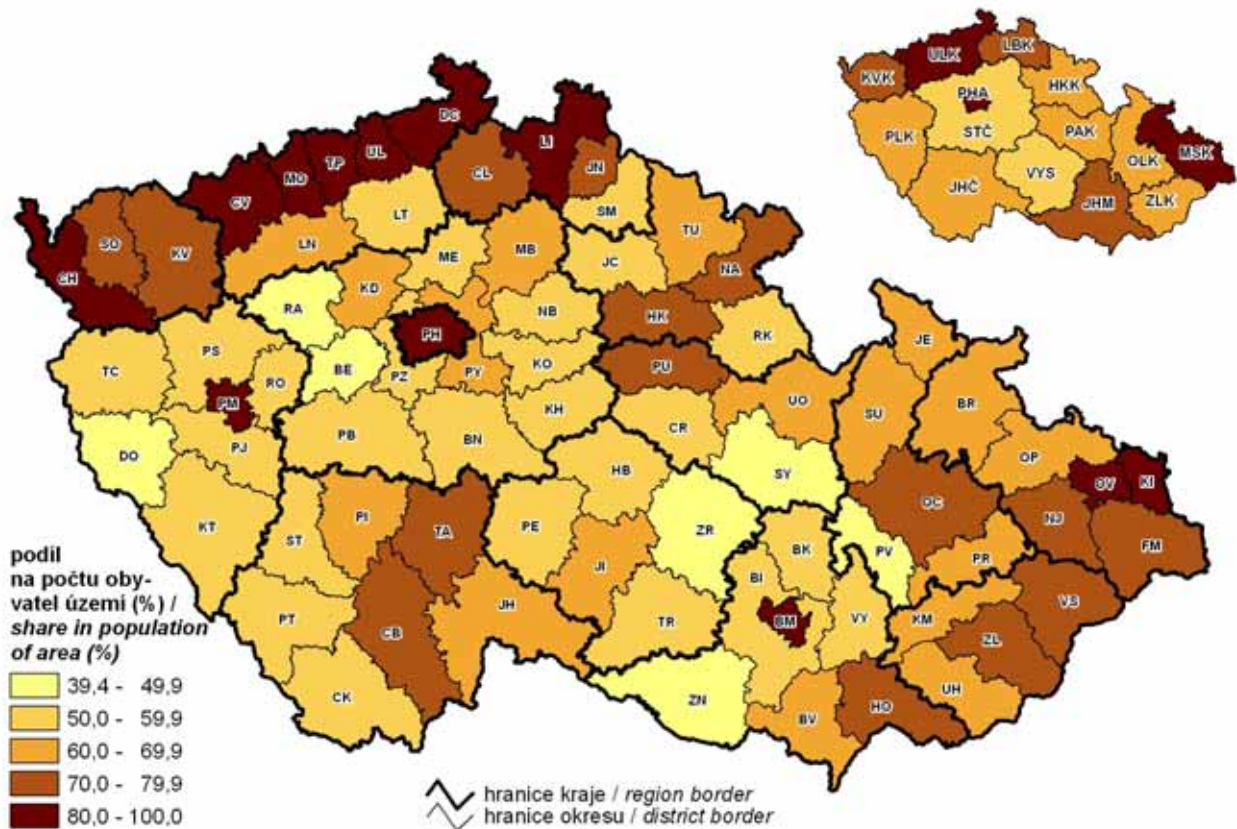 ULK
LBK
KVK
HKK
PHA
STČ
PLK
PAK
OLK
MSK
VYS
JHČ
JHM
ZLK
DC
LI
UL
TP
MO
CL
JN
CV
LT
SM
SO
KV
LN
TU
CH
ME
MB
JC
NA
RA
KD
NB
HK
PH
RK
JE
TC
PS
BE
KO
PU
RO
PZ
PY
PM
UO
SU
BR
KH
PB
BN
CR
DO
PJ
OP
HB
SY
OV
KI
KT
ST
PI
TA
PE
ZR
OC
NJ
FM
BK
PV
PR
JI
BI
VS
PT
CB
JH
TR
BM
VY
KM
ZL
CK
ZN
BV
HO
UH
podíl
na počtu oby-
vatel území (%) /
share in population
of area (%)
39,4 - 49,9
50,0 - 59,9
60,0 - 69,9
70,0 - 79,9
80,0 - 100,0
hranice kraje / region border
hranice okresu / district border